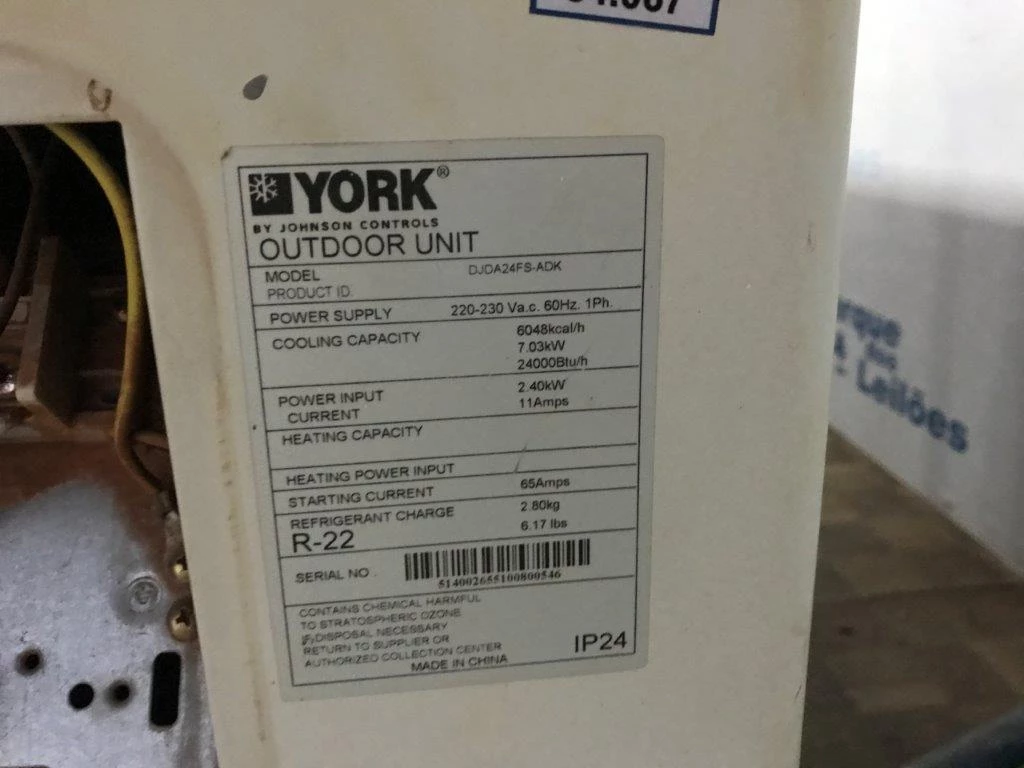 YORK®
BY JOHNSON CONTROLS
OUTDOOR UNIT
MODEL DJDA24FS-ADK
PRODUCT ID.
POWER SUPPLY 220-230 Va.c. 60Hz. 1Ph.
COOLING CAPACITY 6048kcal/h
7.03kW
24000Btu/h
POWER INPUT 2.40kW
CURRENT 11Amps
HEATING CAPACITY
HEATING POWER INPUT
STARTING CURRENT 65Amps
REFRIGERANT CHARGE 2.80kg
R-22 6.17 lbs
SERIAL NO.
514002655100800546
CONTAINS CHEMICAL HARMFUL
TO STRATOSPHERIC OZONE
IF DISPOSAL NECESSARY
RETURN TO SUPPLIER OR
AUTHORIZED COLLECTION CENTER
MADE IN CHINA
IP24
dos
Leilões